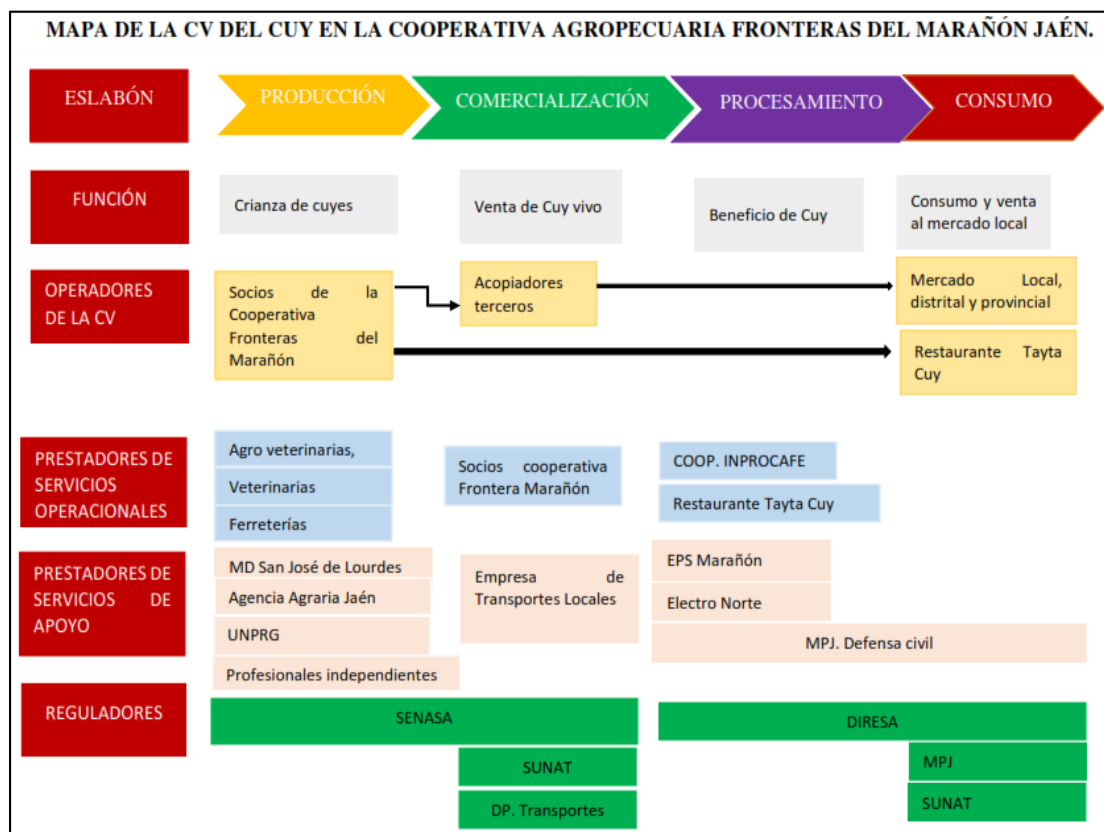 MAPA DE LA CV DEL CUY EN LA COOPERATIVA AGROPECUARIA FRONTERAS DEL MARAÑÓN JAÉN.
ESLABÓN
PRODUCCIÓN
COMERCIALIZACIÓN
PROCESAMIENTO
CONSUMO
FUNCIÓN
Crianza de cuyes
Venta de Cuy vivo
Beneficio de Cuy
Consumo y venta
al mercado local
OPERADORES
DE LA CV
Socios de la
Cooperativa
Fronteras del
Marañón
Acopiadores
terceros
Mercado Local,
distrital y provincial
Restaurante Tayta
Cuy
PRESTADORES DE
SERVICIOS
OPERACIONALES
Agro veterinarias,
Veterinarias
Ferreterías
Socios cooperativa
Frontera Marañón
COOP. INPROCAFE
Restaurante Tayta Cuy
PRESTADORES DE
SERVICIOS DE
APOYO
MD San José de Lourdes
Agencia Agraria Jaén
UNPRG
Profesionales independientes
Empresa de
Transportes Locales
EPS Marañón
Electro Norte
MPJ. Defensa civil
REGULADORES
SENASA
SUNAT
DP. Transportes
DIRESA
MPJ
SUNAT